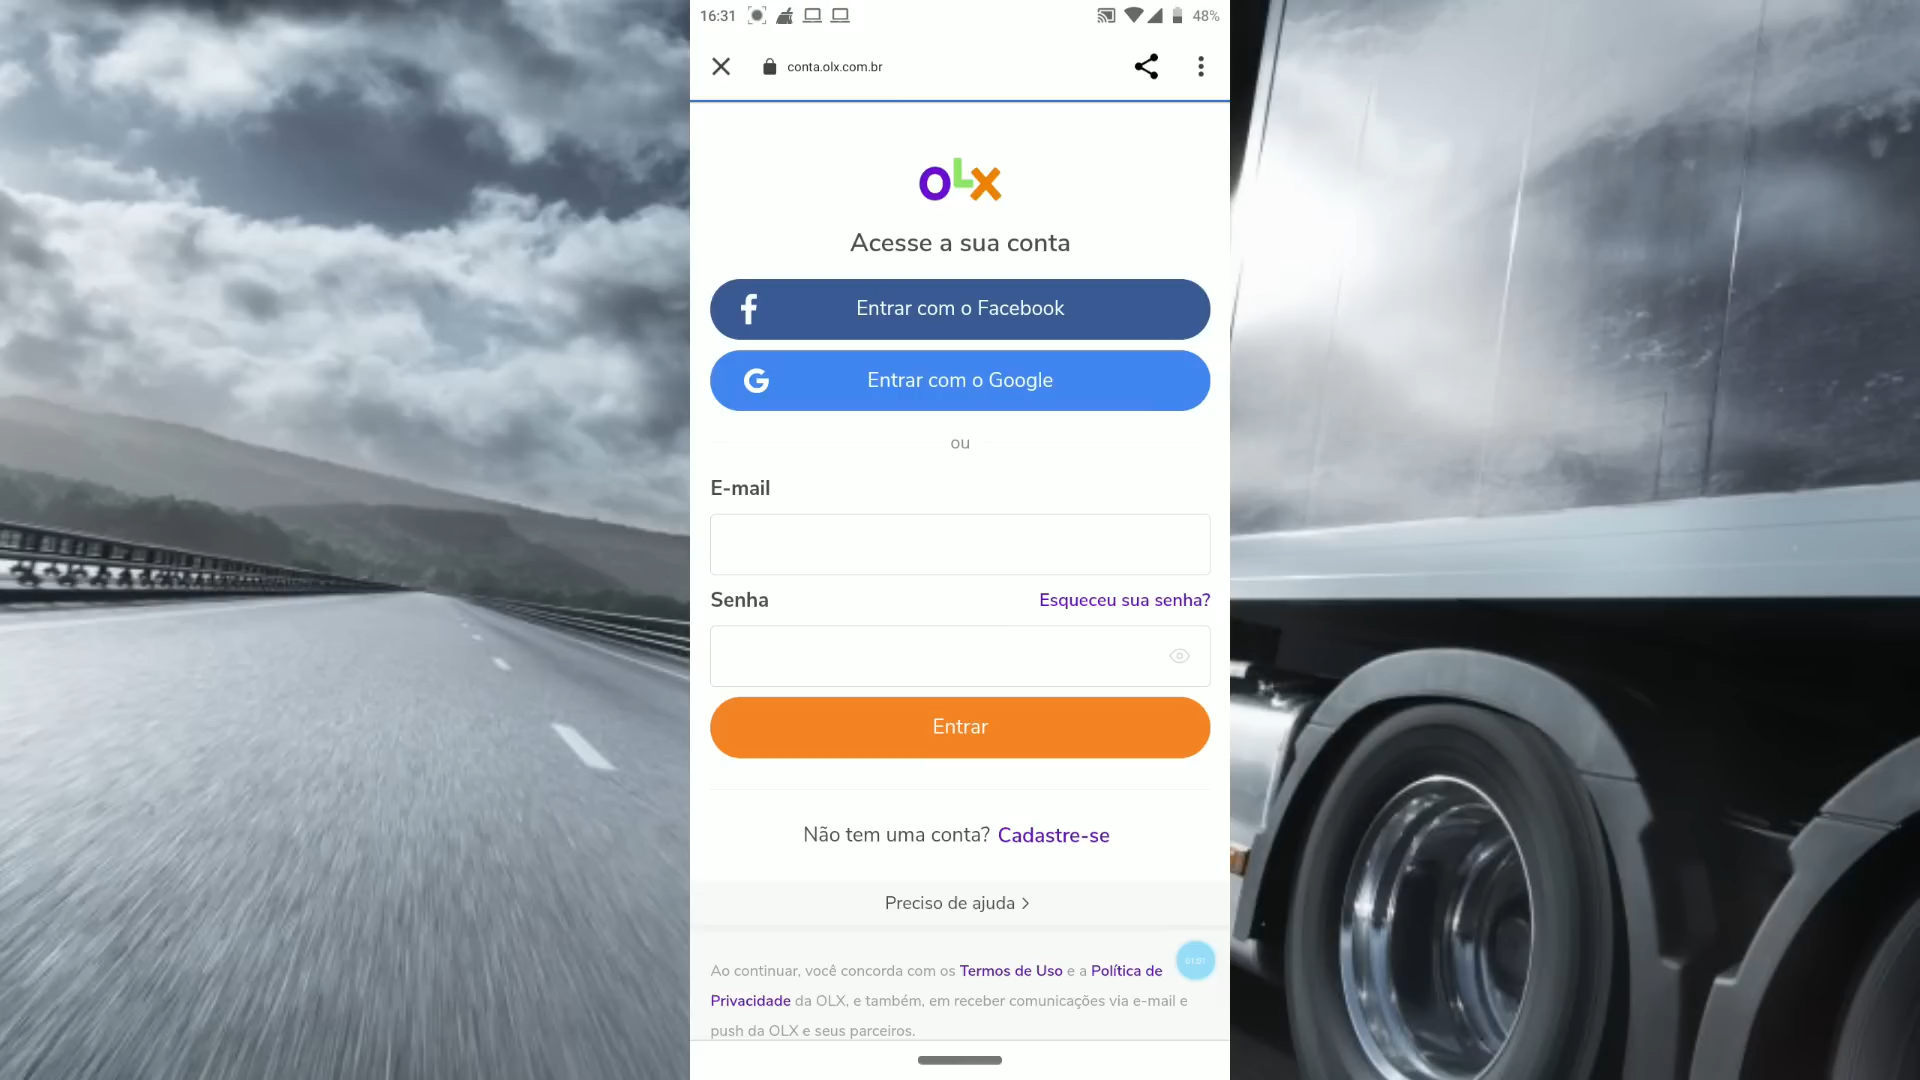 16:31
48%
conta.olx.com.br
OLX
Acesse a sua conta
Entrar com o Facebook
Entrar com o Google
ou
E-mail
Senha
Esqueceu sua senha?
Entrar
Não tem uma conta? Cadastre-se
Preciso de ajuda >
Ao continuar, você concorda com os Termos de Uso e a Política de
Privacidade da OLX, e também, em receber comunicações via e-mail e
push da OLX e seus parceiros.